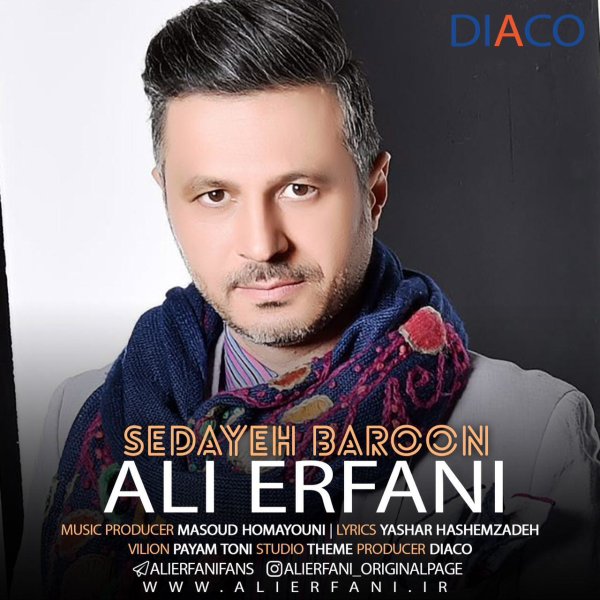 DIACO
SEDAYEH BAROON
ALI ERFANI
MUSIC PRODUCER MASOUD HOMAYOUNI | LYRICS YASHAR HASHEMZADEH
VILION PAYAM TONI STUDIO THEME PRODUCER DIACO
ALIERFANIFANS ALIERFANI_ORIGINALPAGE
WWW.ALIERFANI.IR